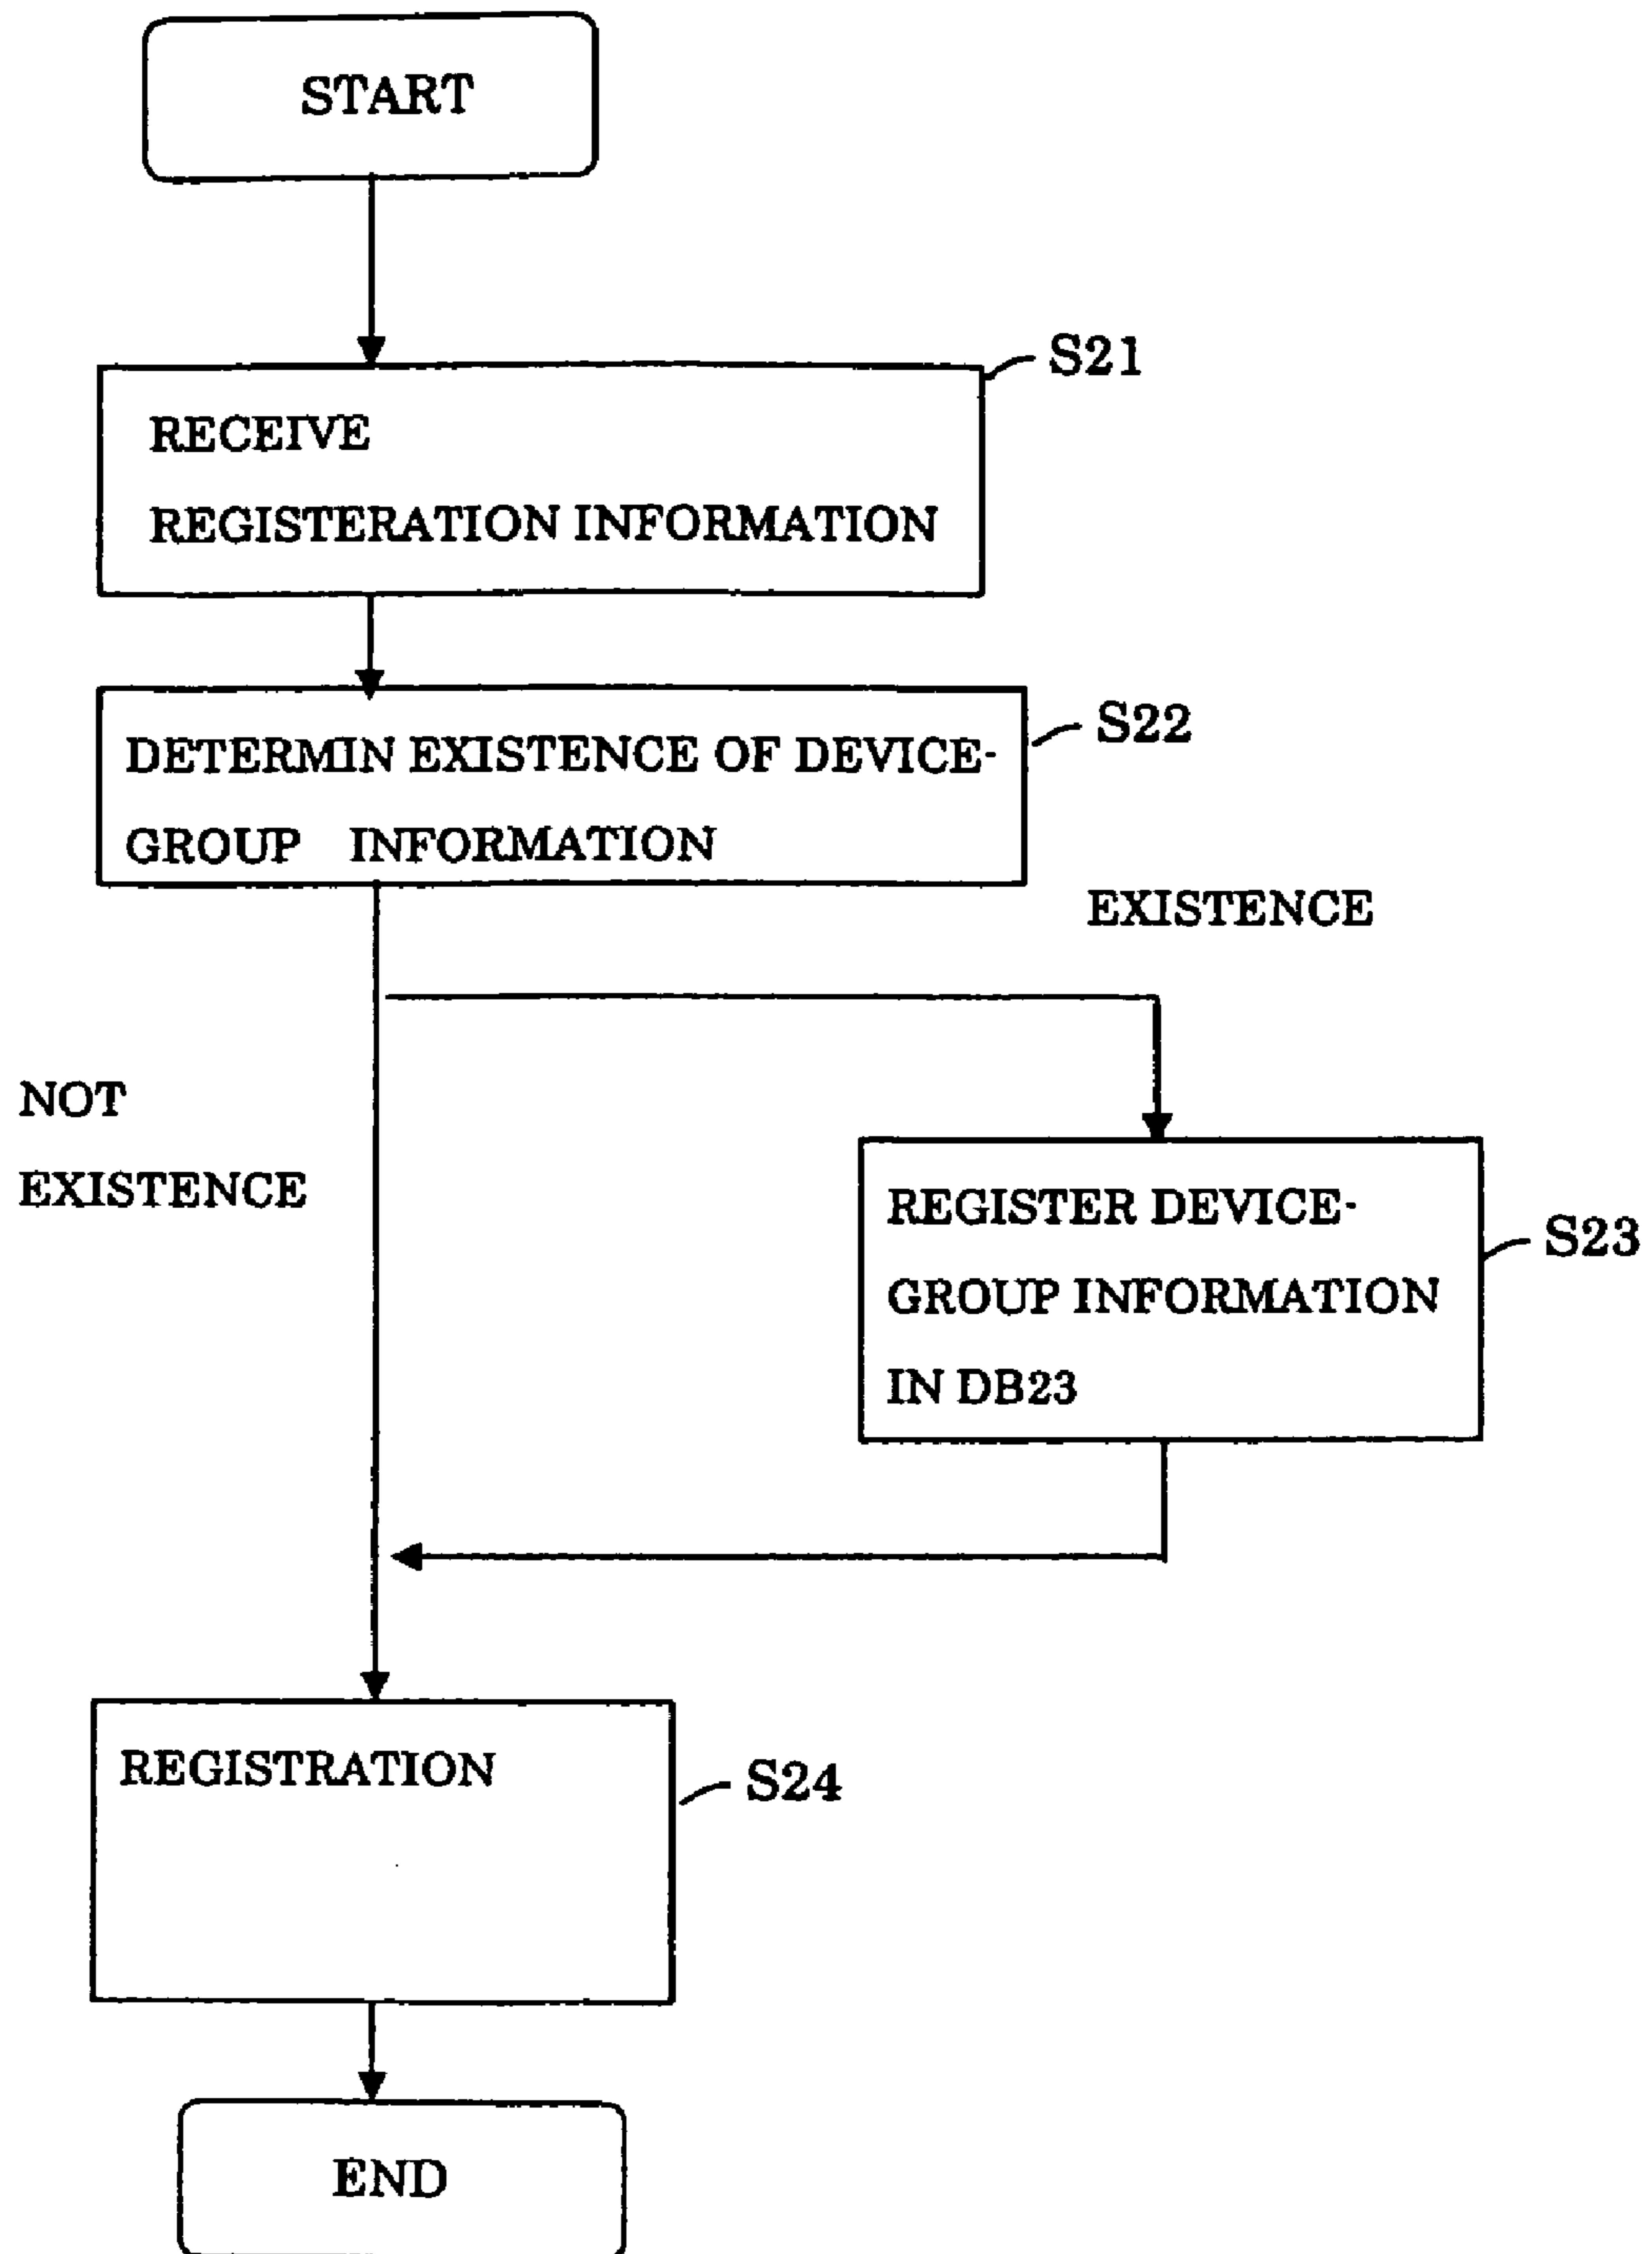 START
S21
RECEIVE
REGISTERATION INFORMATION
S22
DETERMIN EXISTENCE OF DEVICE-
GROUP INFORMATION
EXISTENCE
NOT
EXISTENCE
REGISTER DEVICE-
GROUP INFORMATION
IN DB23
S23
REGISTRATION
S24
END